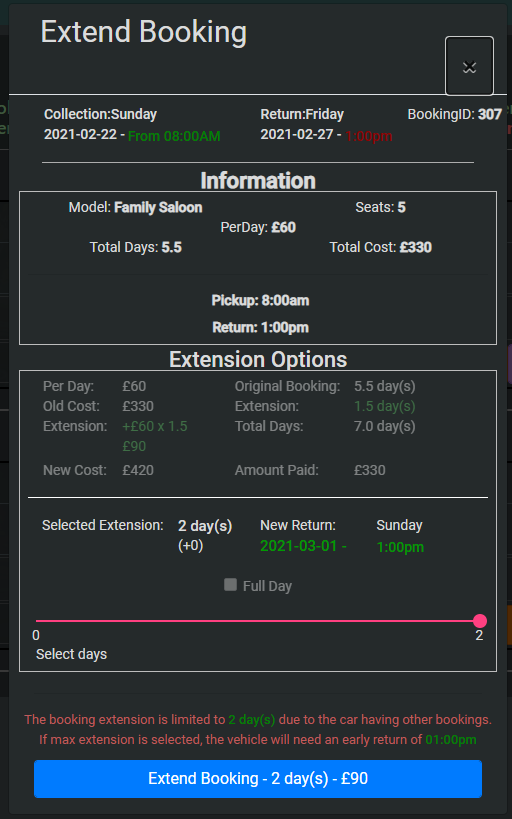 Extend Booking
×
Collection:Sunday Return:Friday BookingID: 307
2021-02-22 - From 08:00AM 2021-02-27 - 1:00pm
Information
Model: Family Saloon Seats: 5
PerDay: £60
Total Days: 5.5 Total Cost: £330
Pickup: 8:00am
Return: 1:00pm
Extension Options
Per Day: £60 Original Booking: 5.5 day(s)
Old Cost: £330 Extension: 1.5 day(s)
Extension: +£60 x 1.5 Total Days: 7.0 day(s)
£90
New Cost: £420 Amount Paid: £330
Selected Extension: 2 day(s) New Return: Sunday
(+0) 2021-03-01 - 1:00pm
Full Day
0 2
Select days
The booking extension is limited to 2 day(s) due to the car having other bookings.
If max extension is selected, the vehicle will need an early return of 01:00pm
Extend Booking - 2 day(s) - £90